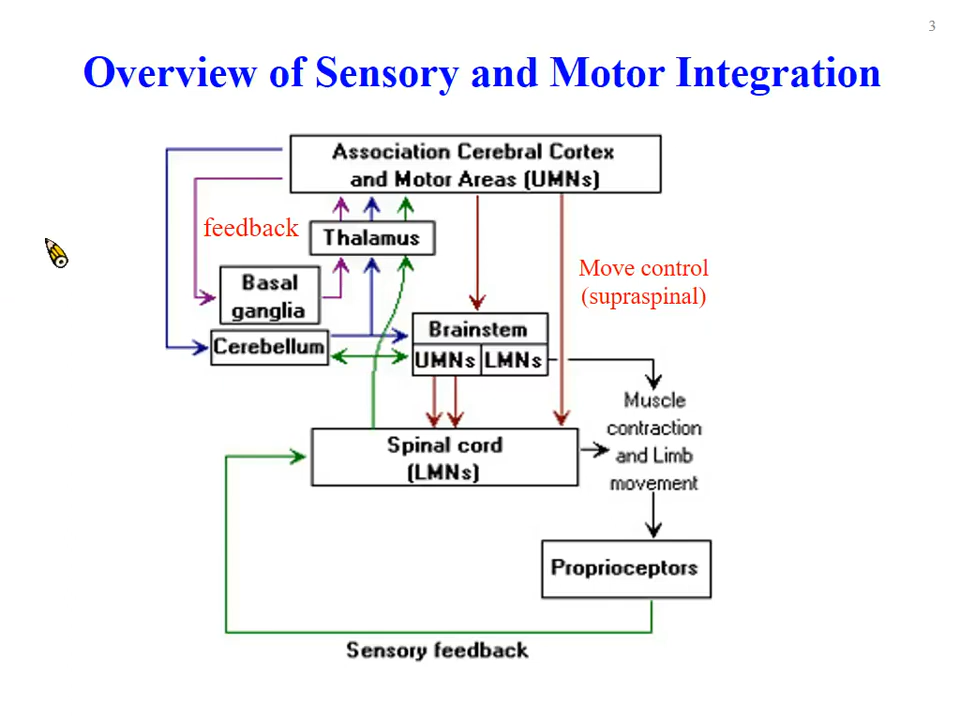 3
Overview of Sensory and Motor Integration
Association Cerebral Cortex
and Motor Areas (UMNs)
feedback
Thalamus
Move control
(supraspinal)
Basal
ganglia
Brainstem
Cerebellum
UMNs LMNs
Muscle
contraction
and Limb
movement
Spinal cord
(LMNs)
Proprioceptors
Sensory feedback